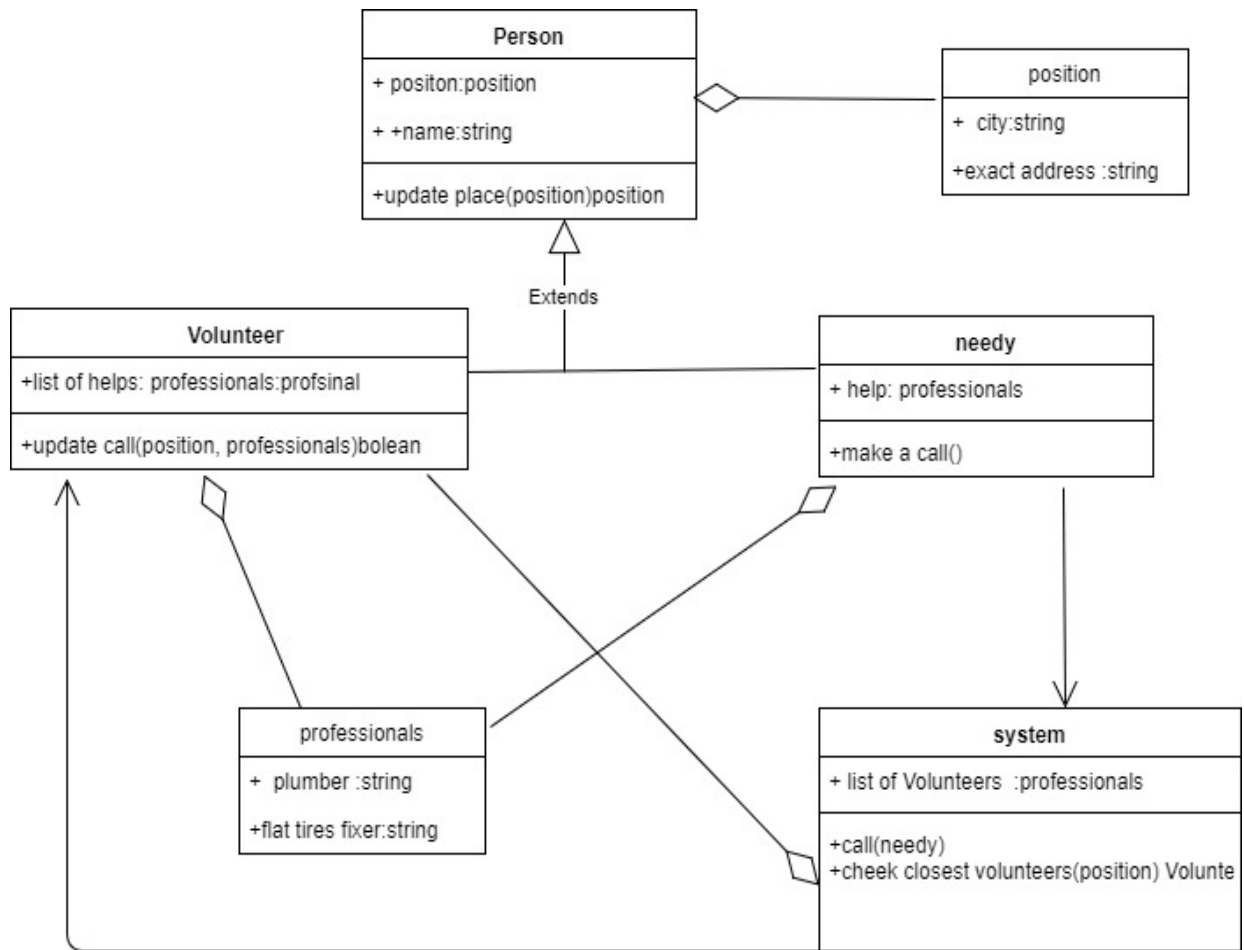 Person
+ positon:position
+ +name:string
+update place(position)position
position
+ city:string
+exact address :string
Extends
Volunteer
+list of helps: professionals:profsinal
+update call(position, professionals)bolean
needy
+ help: professionals
+make a call()
professionals
+ plumber :string
+flat tires fixer:string
system
+ list of Volunteers :professionals
+call(needy)
+cheek closest volunteers(position) Volunte